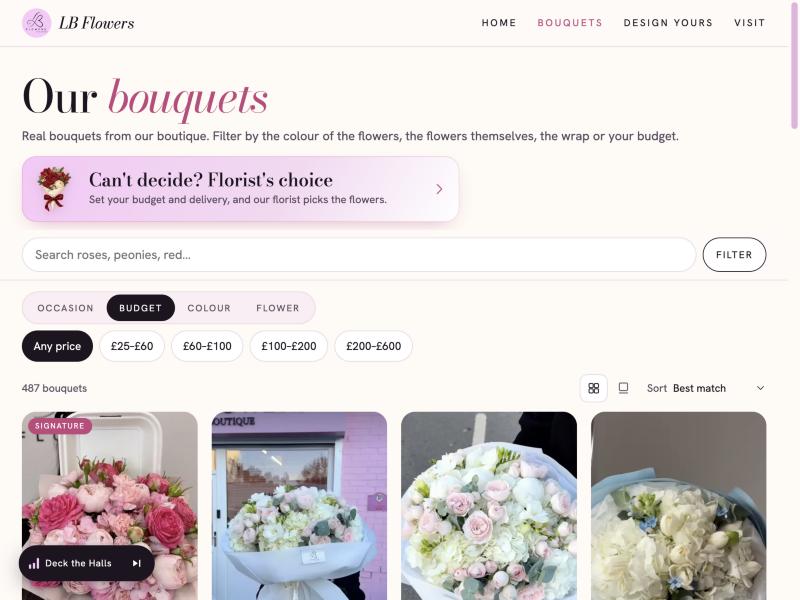 LB Flowers
HOME BOUQUETS DESIGN YOURS VISIT
Our bouquets
Real bouquets from our boutique. Filter by the colour of the flowers, the flowers themselves, the wrap or your budget.
Can't decide? Florist's choice
Set your budget and delivery, and our florist picks the flowers.
Search roses, peonies, red...
FILTER
OCCASION BUDGET COLOUR FLOWER
Any price £25–£60 £60–£100 £100–£200 £200–£600
487 bouquets
Sort Best match
SIGNATURE
Deck the Halls